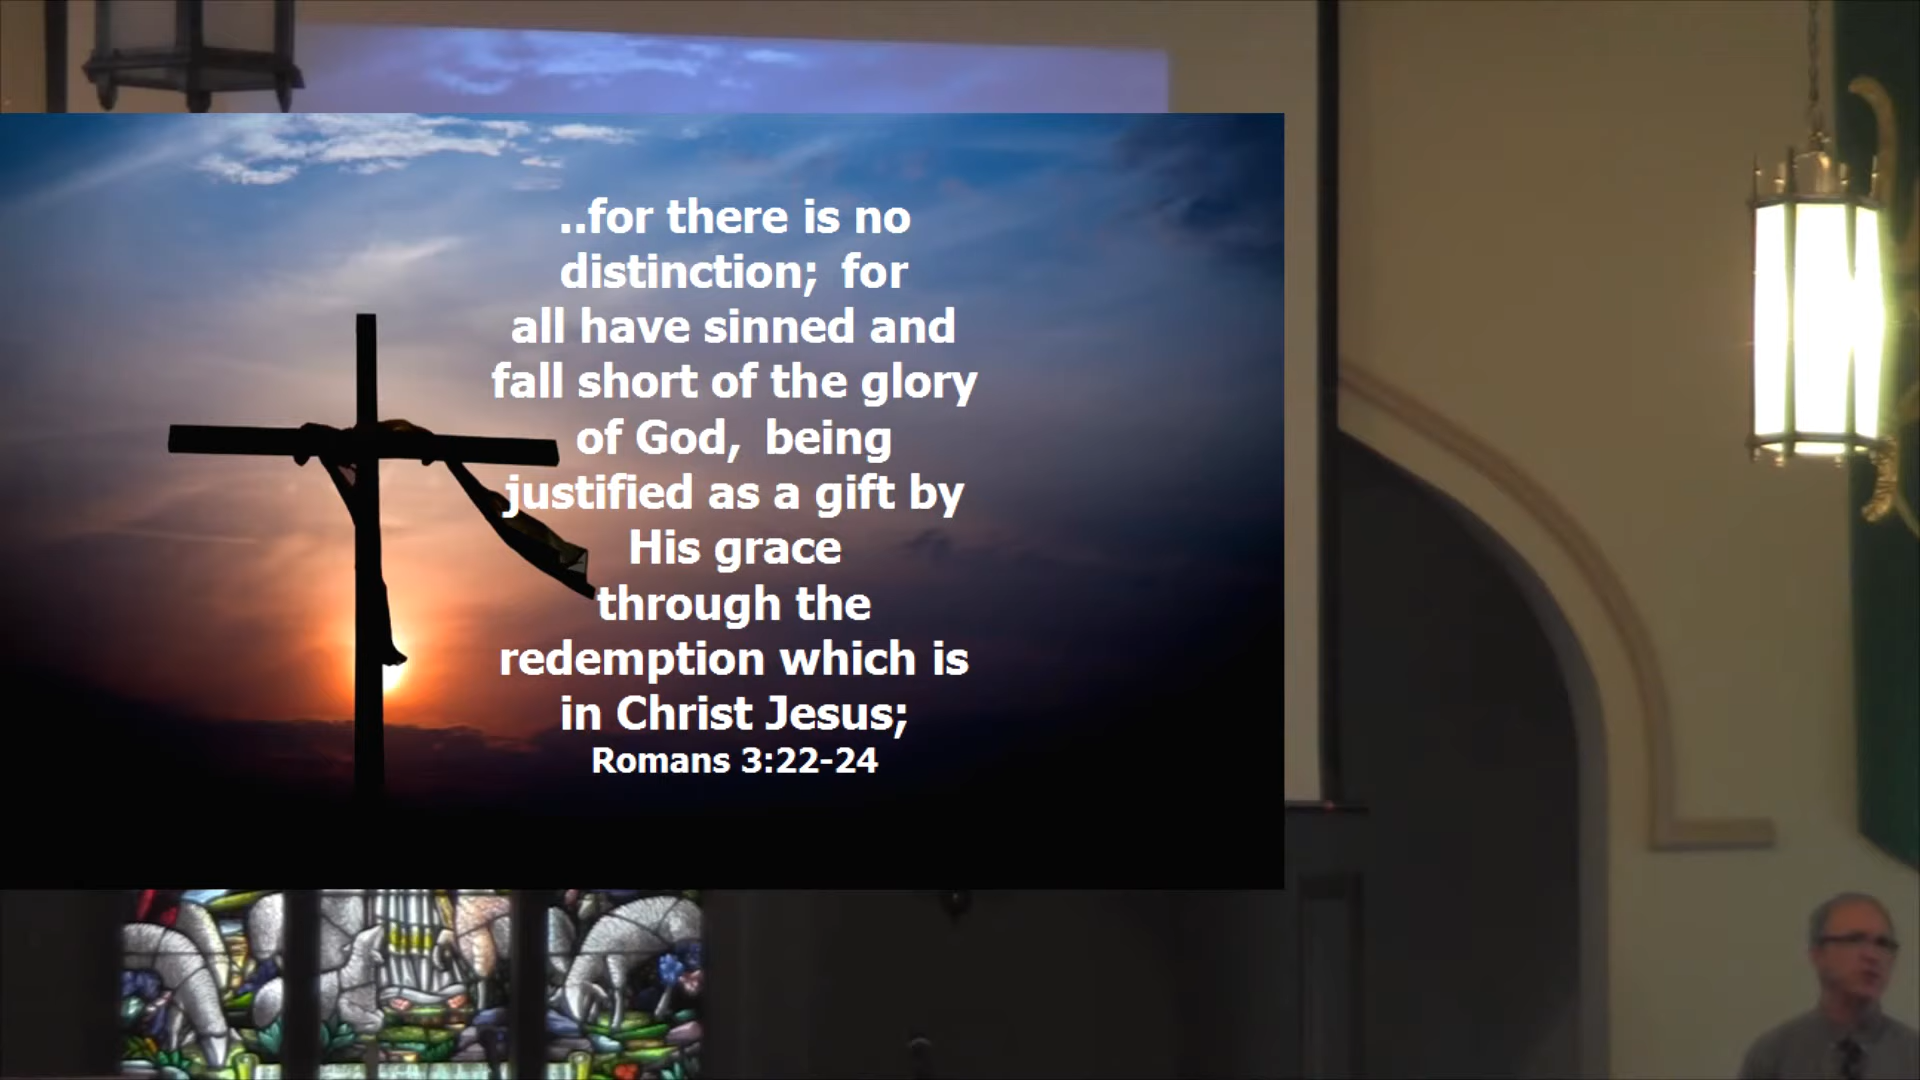 ..for there is no
distinction; for
all have sinned and
fall short of the glory
of God, being
justified as a gift by
His grace
through the
redemption which is
in Christ Jesus;
Romans 3:22-24